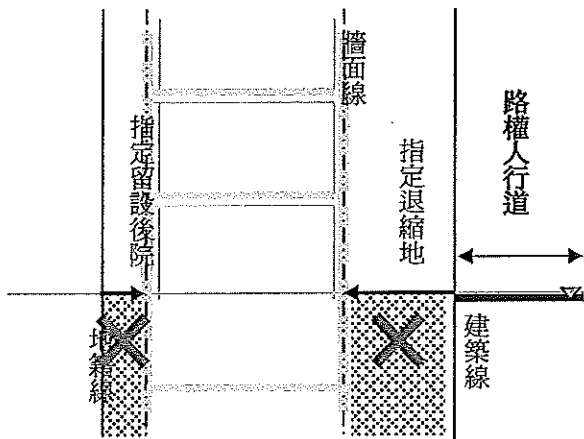 牆面線
路權人行道
指定留設後院
指定退縮地
地籍線
建築線